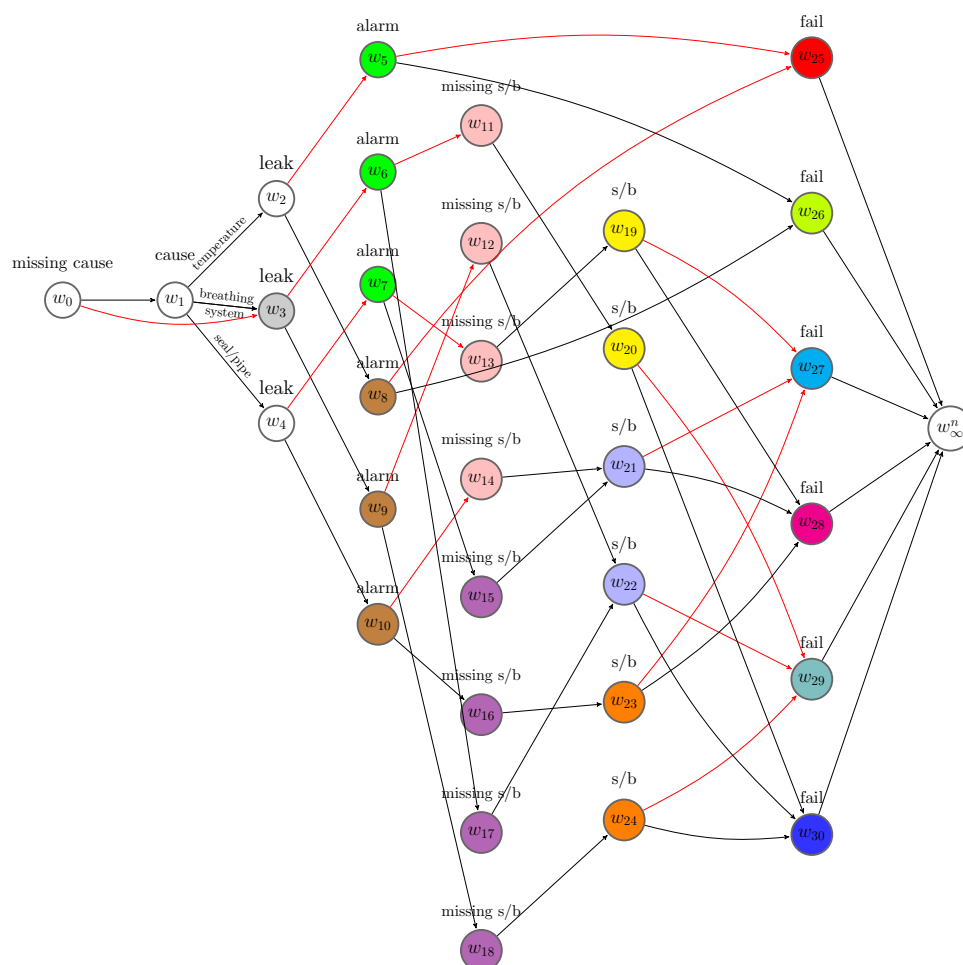 alarm
w5
fail
w25
missing s/b
w11
alarm
w6
leak
w2
s/b
w19
fail
w26
missing s/b
w12
missing cause
w0
cause
w1
temperature
breathing
system
seal/pipe
leak
w3
alarm
w7
missing s/b
w13
s/b
w20
fail
w27
alarm
w8
leak
w4
w∞n
s/b
w21
missing s/b
w14
alarm
w9
fail
w28
missing s/b
w15
s/b
w22
alarm
w10
missing s/b
w16
s/b
w23
fail
w29
missing s/b
w17
s/b
w24
fail
w30
missing s/b
w18